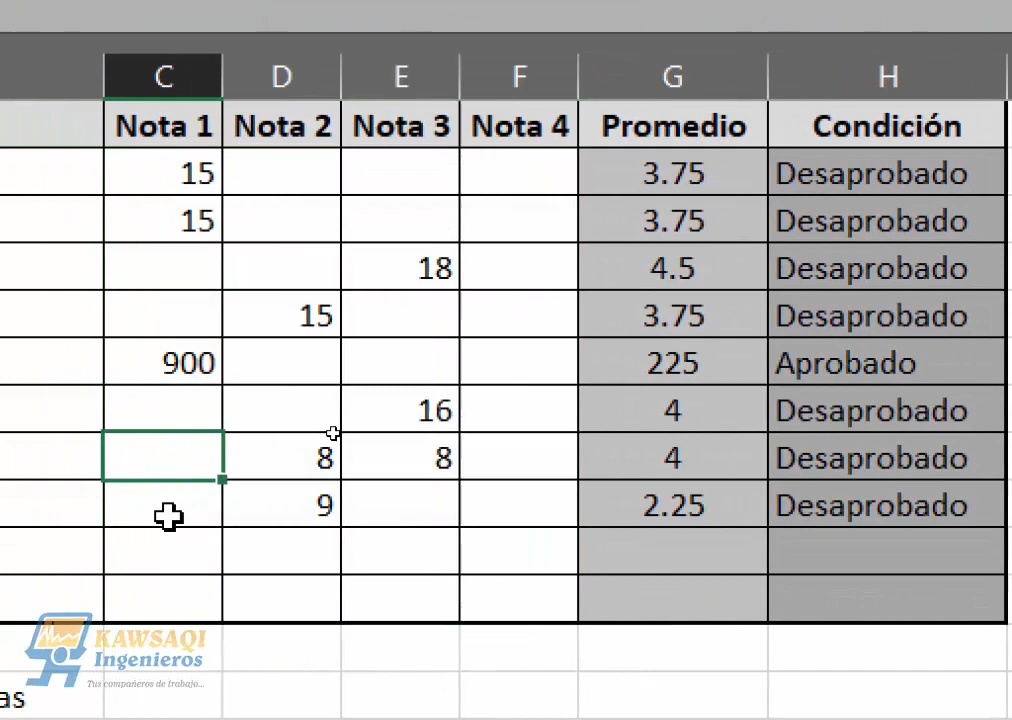 C D E F G H
Nota 1 Nota 2 Nota 3 Nota 4 Promedio Condición
15 3.75 Desaprobado
15 3.75 Desaprobado
18 4.5 Desaprobado
15 3.75 Desaprobado
900 225 Aprobado
16 4 Desaprobado
8 8 4 Desaprobado
9 2.25 Desaprobado
KAWSAQI
Ingenieros
Tus compañeros de trabajo...
as